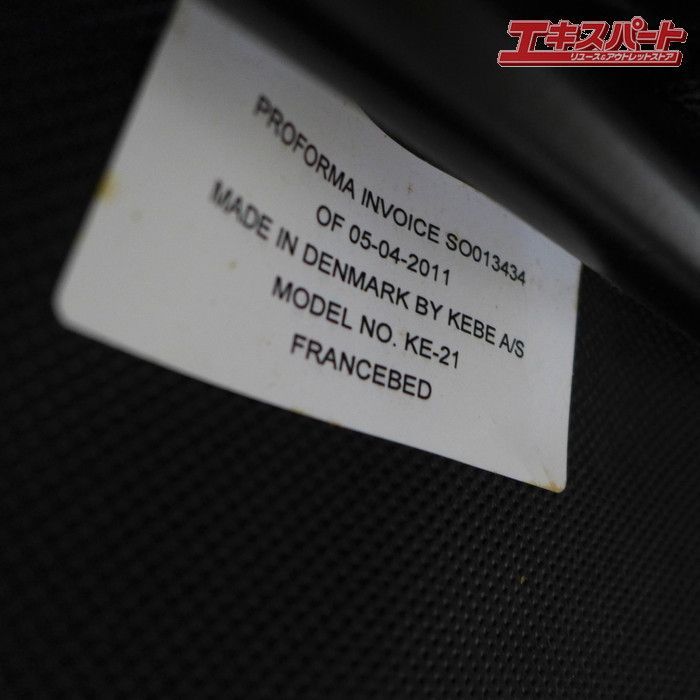 エキスパート
リユース&アウトレットストア
PROFORMA INVOICE SO013434
OF 05-04-2011
MADE IN DENMARK BY KEBE A/S
MODEL NO. KE-21
FRANCEBED